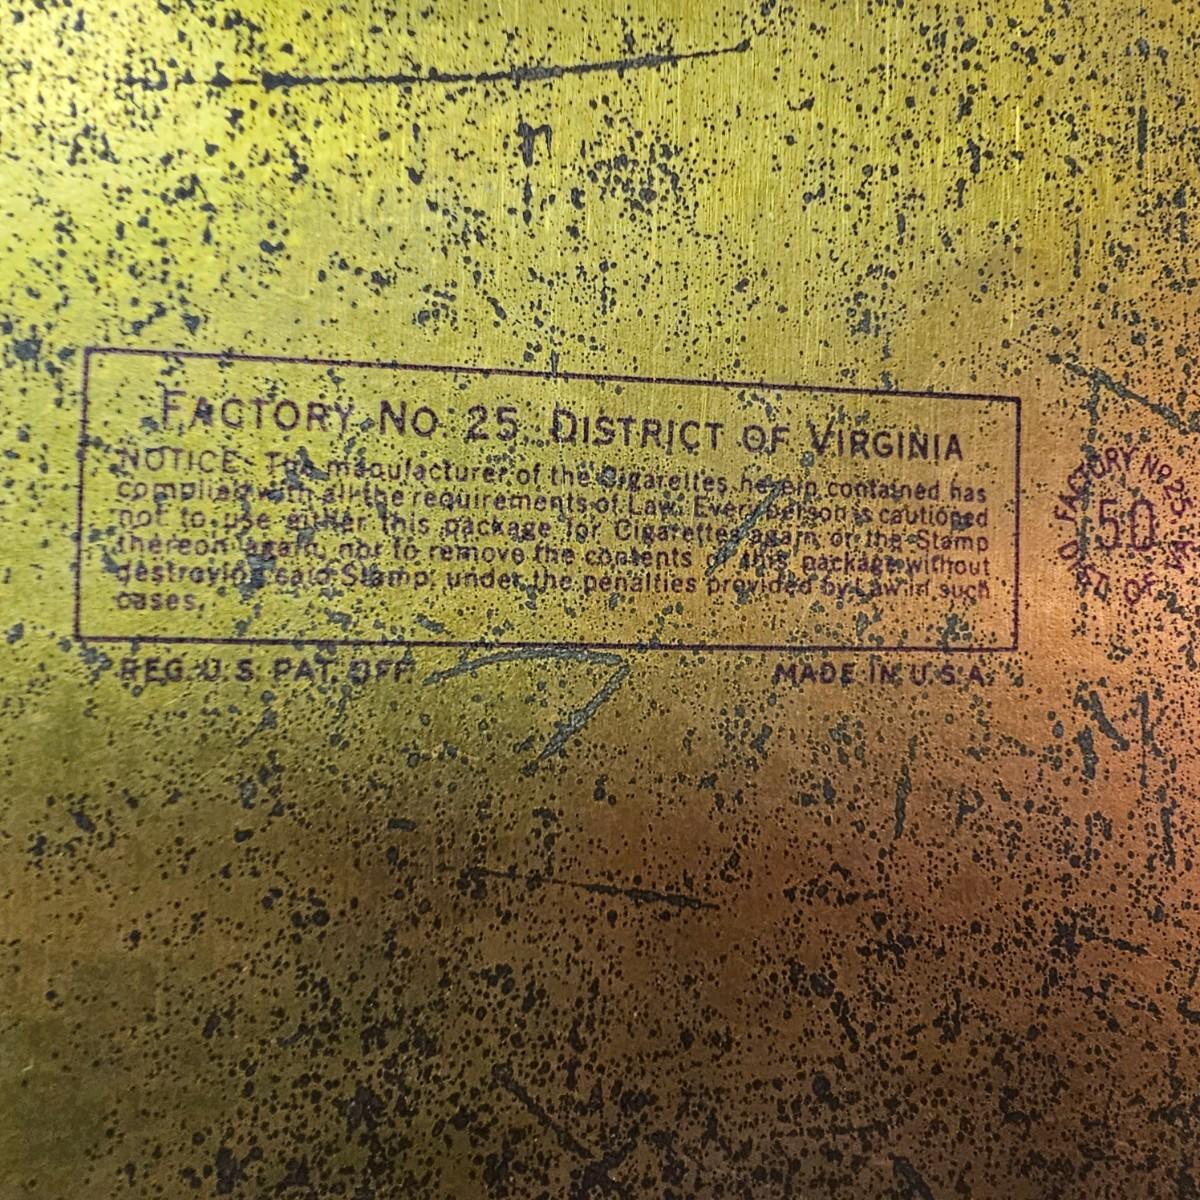 FACTORY NO. 25. DISTRICT OF VIRGINIA
NOTICE: The manufacturer of the Cigarettes herein contained has
complied with all the requirements of Law. Every person is cautioned
not to use either this package for Cigarettes again, or the Stamp
thereon again, nor to remove the contents of this package without
destroying said Stamp, under the penalties provided by Law in such
cases.
REG. U.S. PAT. OFF.
MADE IN U.S.A.
FACTORY Nº 25 VA.
50